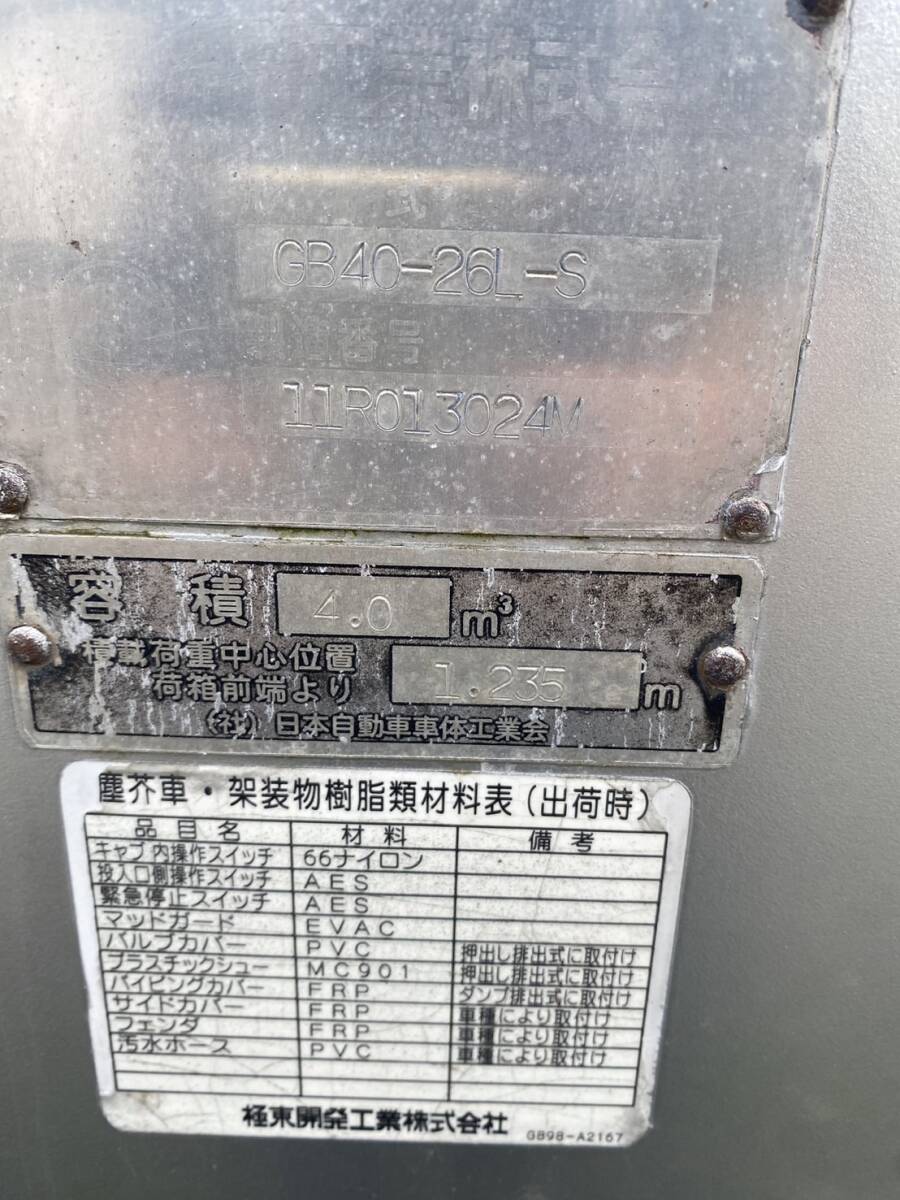 業株式会
式
GB40-26L-S
製造番号
11R013024M
容 積 4.0 m³
積載荷重中心位置
荷箱前端より 1.235 m
(社)日本自動車車体工業会
塵芥車・架装物樹脂類材料表(出荷時)
品目名 材料 備考
キャブ内操作スイッチ 66ナイロン
投入口側操作スイッチ AES
緊急停止スイッチ AES
マッドガード EVAC
バルブカバー PVC 押出し排出式に取付け
プラスチックシュー MC901 押出し排出式に取付け
パイピングカバー FRP ダンプ排出式に取付け
サイドカバー FRP 車種により取付け
フェンダ FRP 車種により取付け
汚水ホース PVC 車種により取付け
極東開発工業株式会社
GB98-A2167